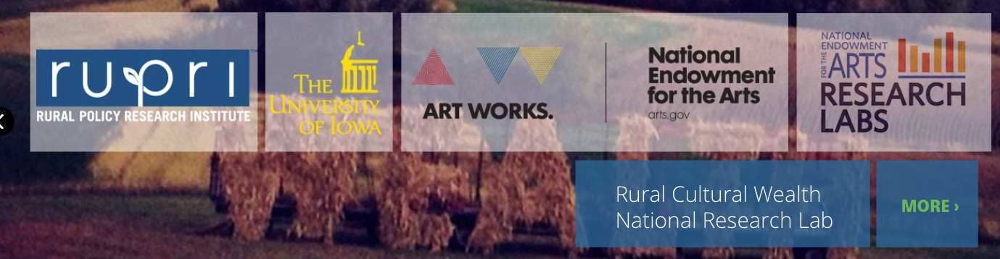 rupri™
RURAL POLICY RESEARCH INSTITUTE
THE
UNIVERSITY
OF IOWA
ART WORKS.
National
Endowment
for the Arts
arts.gov
NATIONAL
ENDOWMENT
FOR THE
ARTS
RESEARCH
LABS
Rural Cultural Wealth
National Research Lab
MORE ›